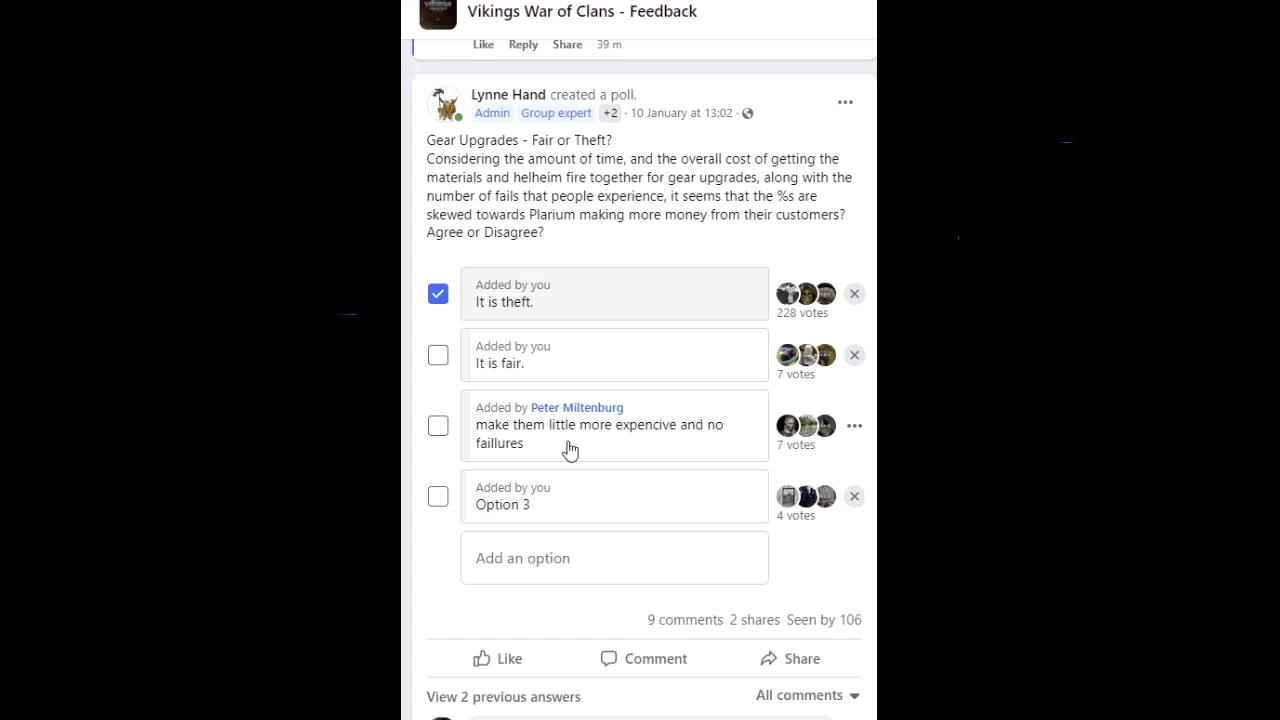 Vikings War of Clans - Feedback
Like Reply Share 39 m
Lynne Hand created a poll.
Admin Group expert +2 · 10 January at 13:02 ·
Gear Upgrades - Fair or Theft?
Considering the amount of time, and the overall cost of getting the
materials and helheim fire together for gear upgrades, along with the
number of fails that people experience, it seems that the %s are
skewed towards Plarium making more money from their customers?
Agree or Disagree?
Added by you
It is theft.
228 votes
Added by you
It is fair.
7 votes
Added by Peter Miltenburg
make them little more expencive and no
faillures
7 votes
Added by you
Option 3
4 votes
Add an option
9 comments 2 shares Seen by 106
Like Comment Share
View 2 previous answers All comments